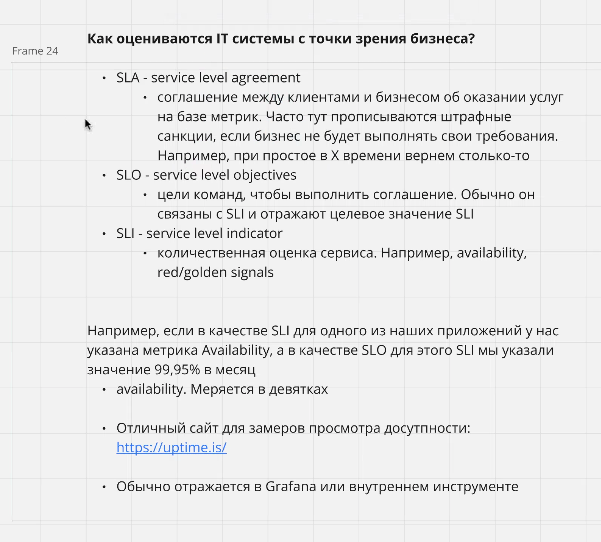 Как оцениваются IT системы с точки зрения бизнеса?
Frame 24
• SLA - service level agreement
• соглашение между клиентами и бизнесом об оказании услуг
на базе метрик. Часто тут прописываются штрафные
санкции, если бизнес не будет выполнять свои требования.
Например, при простое в X времени вернем столько-то
• SLO - service level objectives
• цели команд, чтобы выполнить соглашение. Обычно он
связаны с SLI и отражают целевое значение SLI
• SLI - service level indicator
• количественная оценка сервиса. Например, availability,
red/golden signals
Например, если в качестве SLI для одного из наших приложений у нас
указана метрика Availability, а в качестве SLO для этого SLI мы указали
значение 99,95% в месяц
• availability. Меряется в девятках
• Отличный сайт для замеров просмотра досутпности:
https://uptime.is/
• Обычно отражается в Grafana или внутреннем инструменте